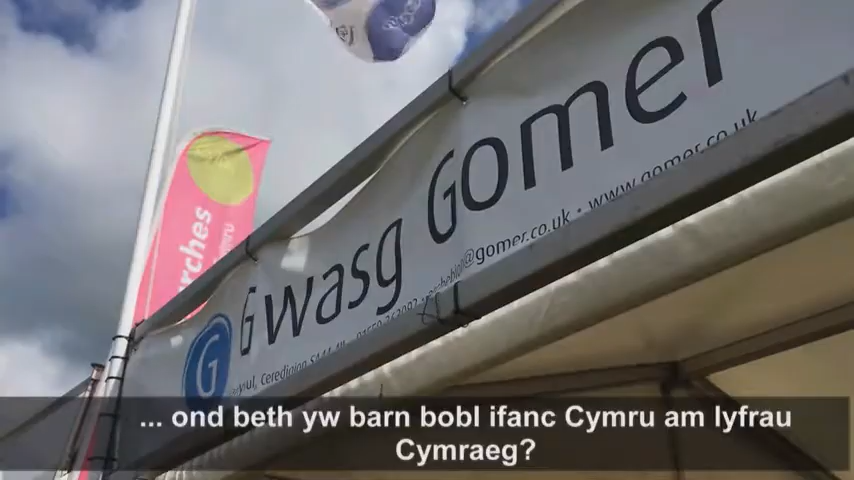 Gwasg Gomer
@gomer.co.uk · www.gomer.co.uk
Ceredigion SA44
G
... ond beth yw barn bobl ifanc Cymru am lyfrau
Cymraeg?